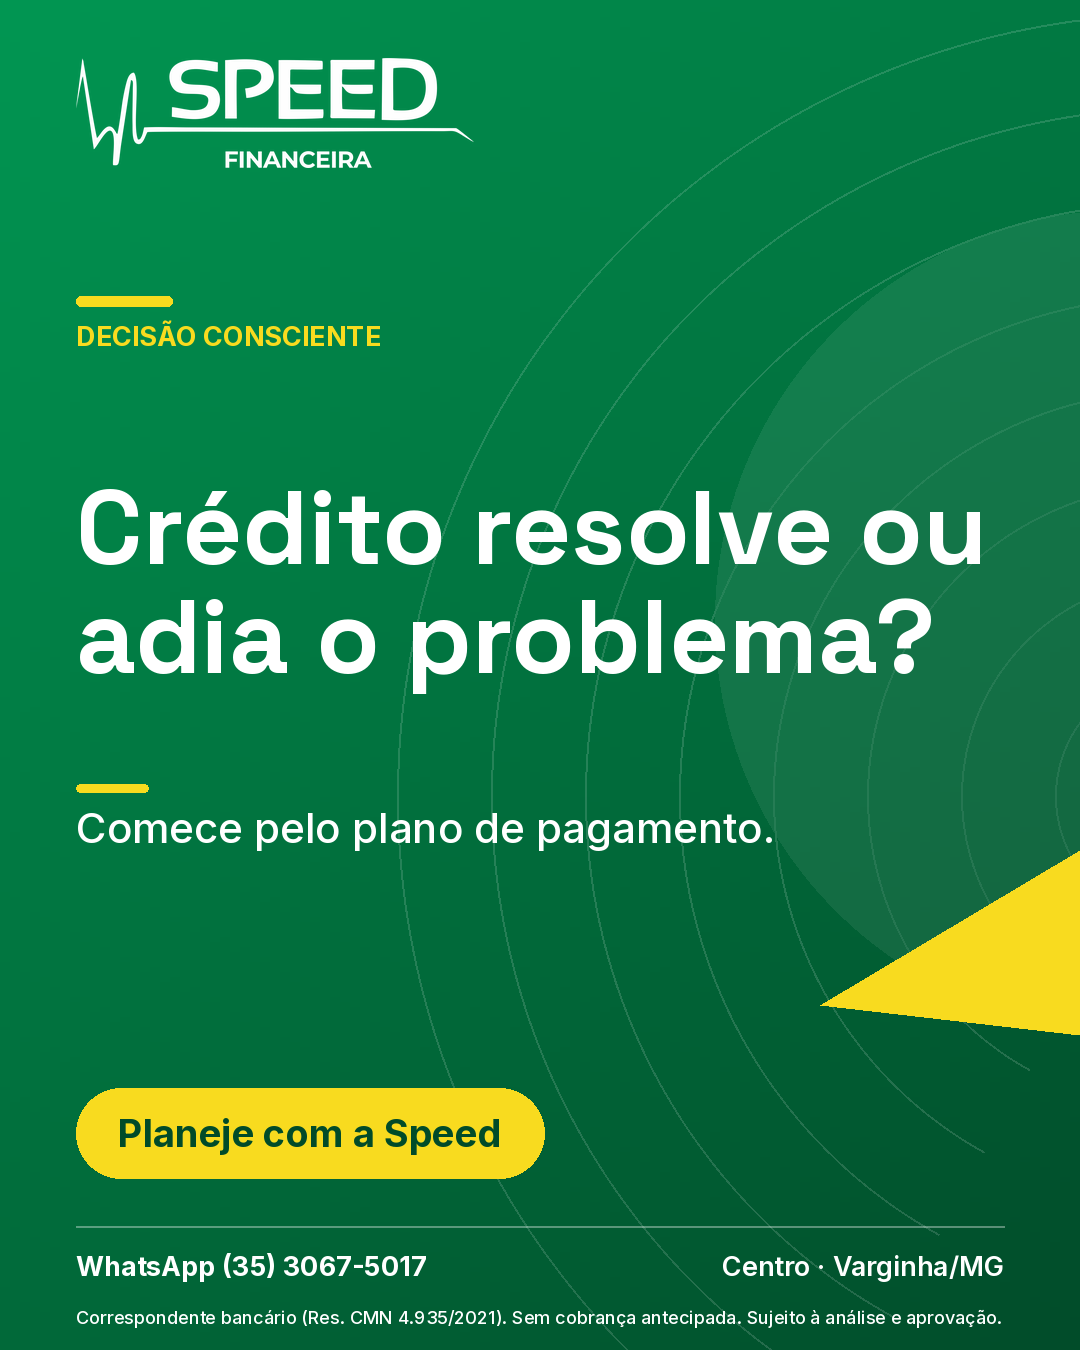 SPEED
FINANCEIRA
DECISÃO CONSCIENTE
Crédito resolve ou
adia o problema?
Comece pelo plano de pagamento.
Planeje com a Speed
WhatsApp (35) 3067-5017
Centro · Varginha/MG
Correspondente bancário (Res. CMN 4.935/2021). Sem cobrança antecipada. Sujeito à análise e aprovação.